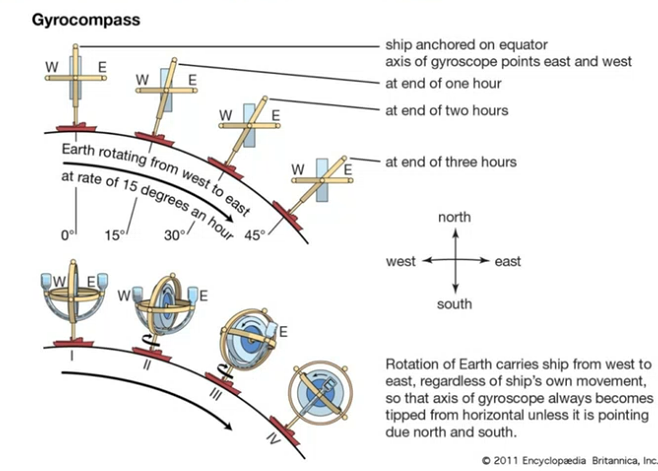 Gyrocompass
ship anchored on equator
axis of gyroscope points east and west
W E
at end of one hour
W E
at end of two hours
W E
at end of three hours
W E
Earth rotating from west to east
at rate of 15 degrees an hour
0° 15° 30° 45°
north
west east
south
W E
W E
E
E
I
II
III
IV
Rotation of Earth carries ship from west to
east, regardless of ship's own movement,
so that axis of gyroscope always becomes
tipped from horizontal unless it is pointing
due north and south.
© 2011 Encyclopædia Britannica, Inc.